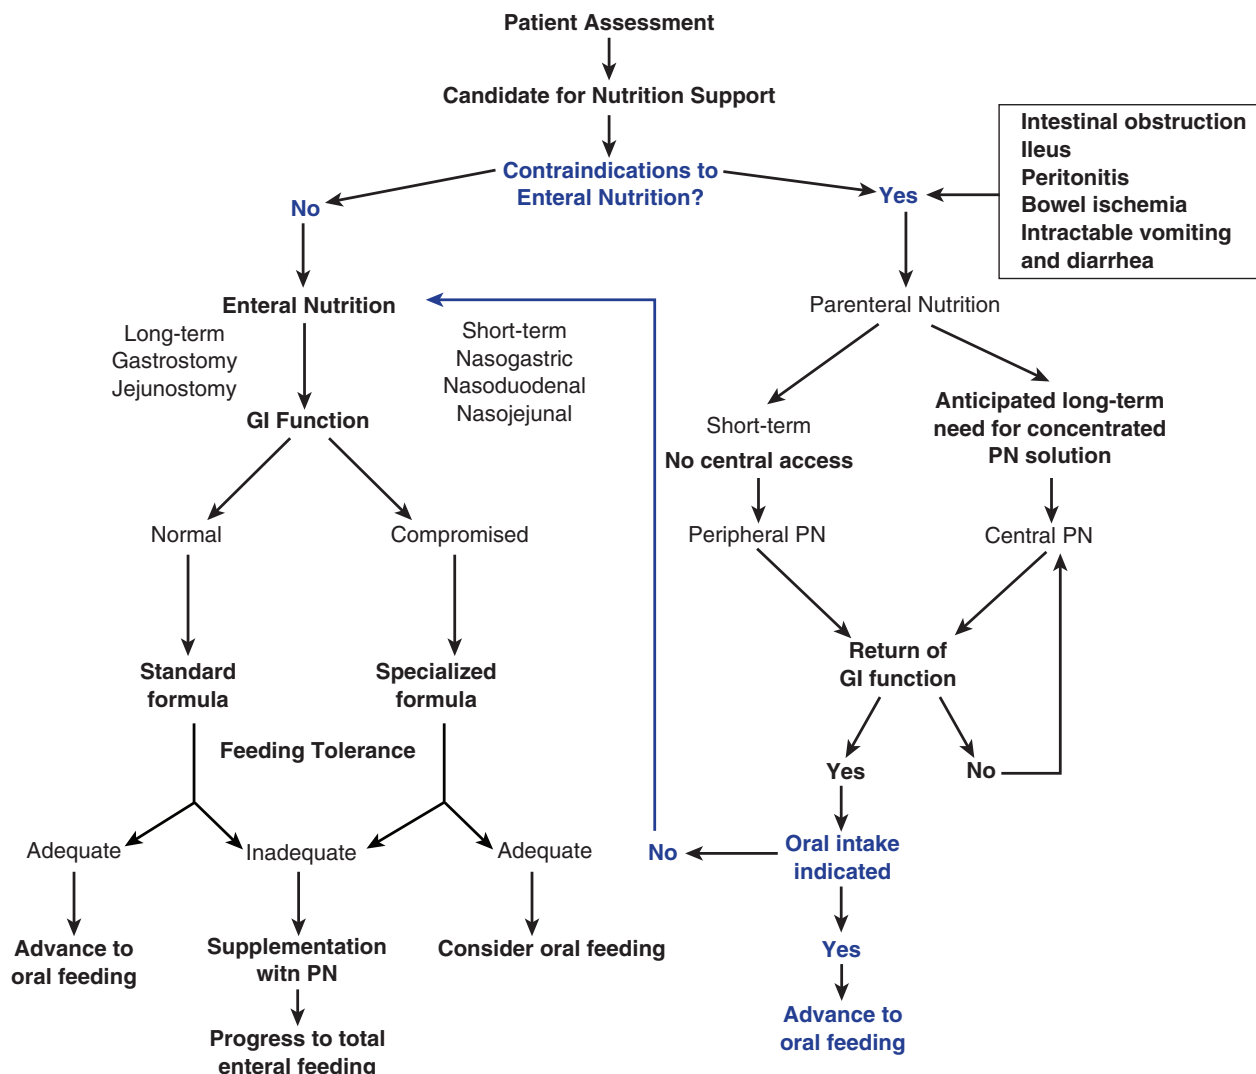 Patient Assessment
Candidate for Nutrition Support
Contraindications to
Enteral Nutrition?
No
Yes
Intestinal obstruction
Ileus
Peritonitis
Bowel ischemia
Intractable vomiting
and diarrhea
Enteral Nutrition
Long-term
Gastrostomy
Jejunostomy
Short-term
Nasogastric
Nasoduodenal
Nasojejunal
Parenteral Nutrition
GI Function
Short-term
No central access
Anticipated long-term
need for concentrated
PN solution
Normal
Compromised
Peripheral PN
Central PN
Standard
formula
Specialized
formula
Return of
GI function
Feeding Tolerance
Yes
No
Adequate
Inadequate
Adequate
No
Oral intake
indicated
Advance to
oral feeding
Supplementation
witn PN
Consider oral feeding
Yes
Progress to total
enteral feeding
Advance to
oral feeding